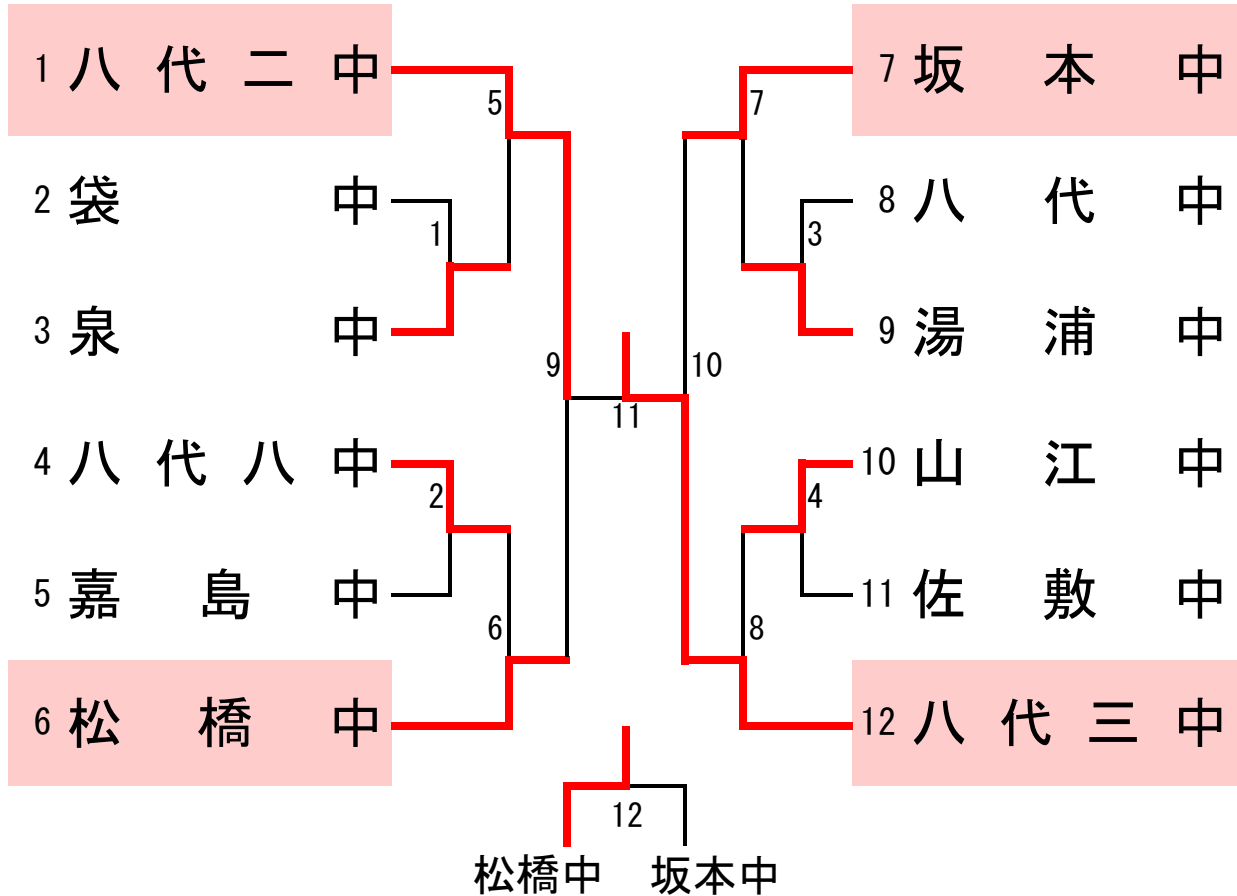 1 八代二中
2 袋中
3 泉中
4 八代八中
5 嘉島中
6 松橋中
7 坂本中
8 八代中
9 湯浦中
10 山江中
11 佐敷中
12 八代三中
5
1
9
2
6
11
7
3
10
4
8
12
松橋中 坂本中